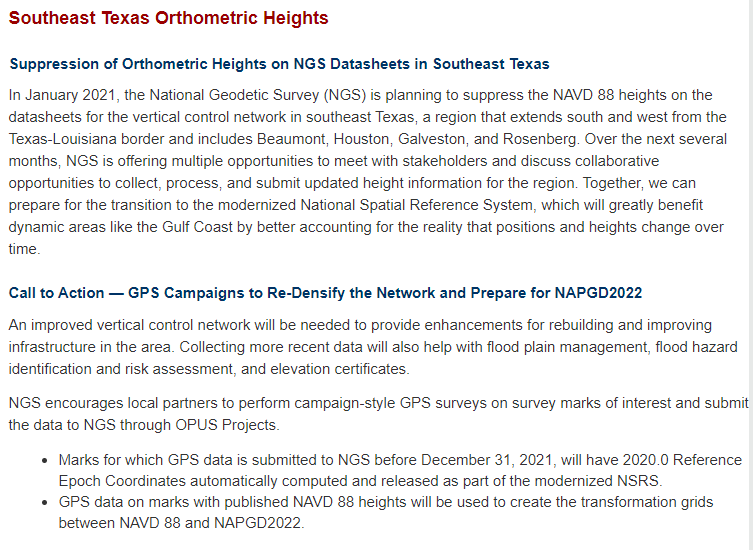 Southeast Texas Orthometric Heights
Suppression of Orthometric Heights on NGS Datasheets in Southeast Texas
In January 2021, the National Geodetic Survey (NGS) is planning to suppress the NAVD 88 heights on the
datasheets for the vertical control network in southeast Texas, a region that extends south and west from the
Texas-Louisiana border and includes Beaumont, Houston, Galveston, and Rosenberg. Over the next several
months, NGS is offering multiple opportunities to meet with stakeholders and discuss collaborative
opportunities to collect, process, and submit updated height information for the region. Together, we can
prepare for the transition to the modernized National Spatial Reference System, which will greatly benefit
dynamic areas like the Gulf Coast by better accounting for the reality that positions and heights change over
time.
Call to Action — GPS Campaigns to Re-Densify the Network and Prepare for NAPGD2022
An improved vertical control network will be needed to provide enhancements for rebuilding and improving
infrastructure in the area. Collecting more recent data will also help with flood plain management, flood hazard
identification and risk assessment, and elevation certificates.
NGS encourages local partners to perform campaign-style GPS surveys on survey marks of interest and submit
the data to NGS through OPUS Projects.
• Marks for which GPS data is submitted to NGS before December 31, 2021, will have 2020.0 Reference
Epoch Coordinates automatically computed and released as part of the modernized NSRS.
• GPS data on marks with published NAVD 88 heights will be used to create the transformation grids
between NAVD 88 and NAPGD2022.